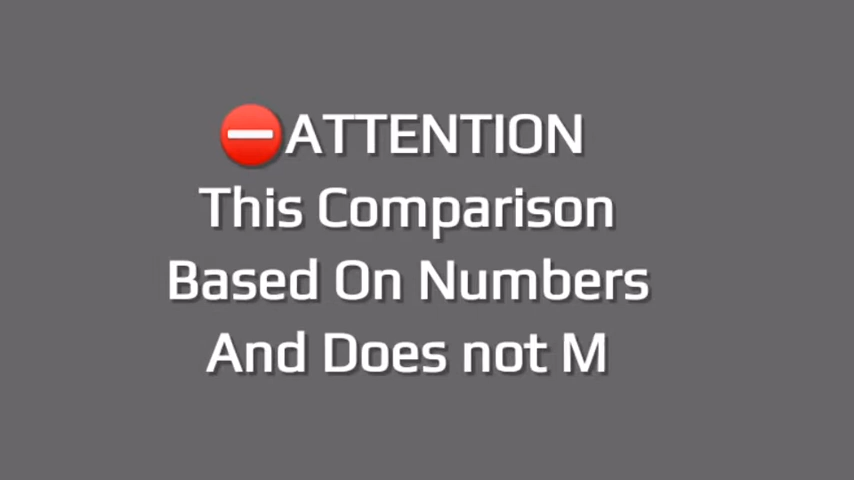 ⛔ATTENTION
This Comparison
Based On Numbers
And Does not M